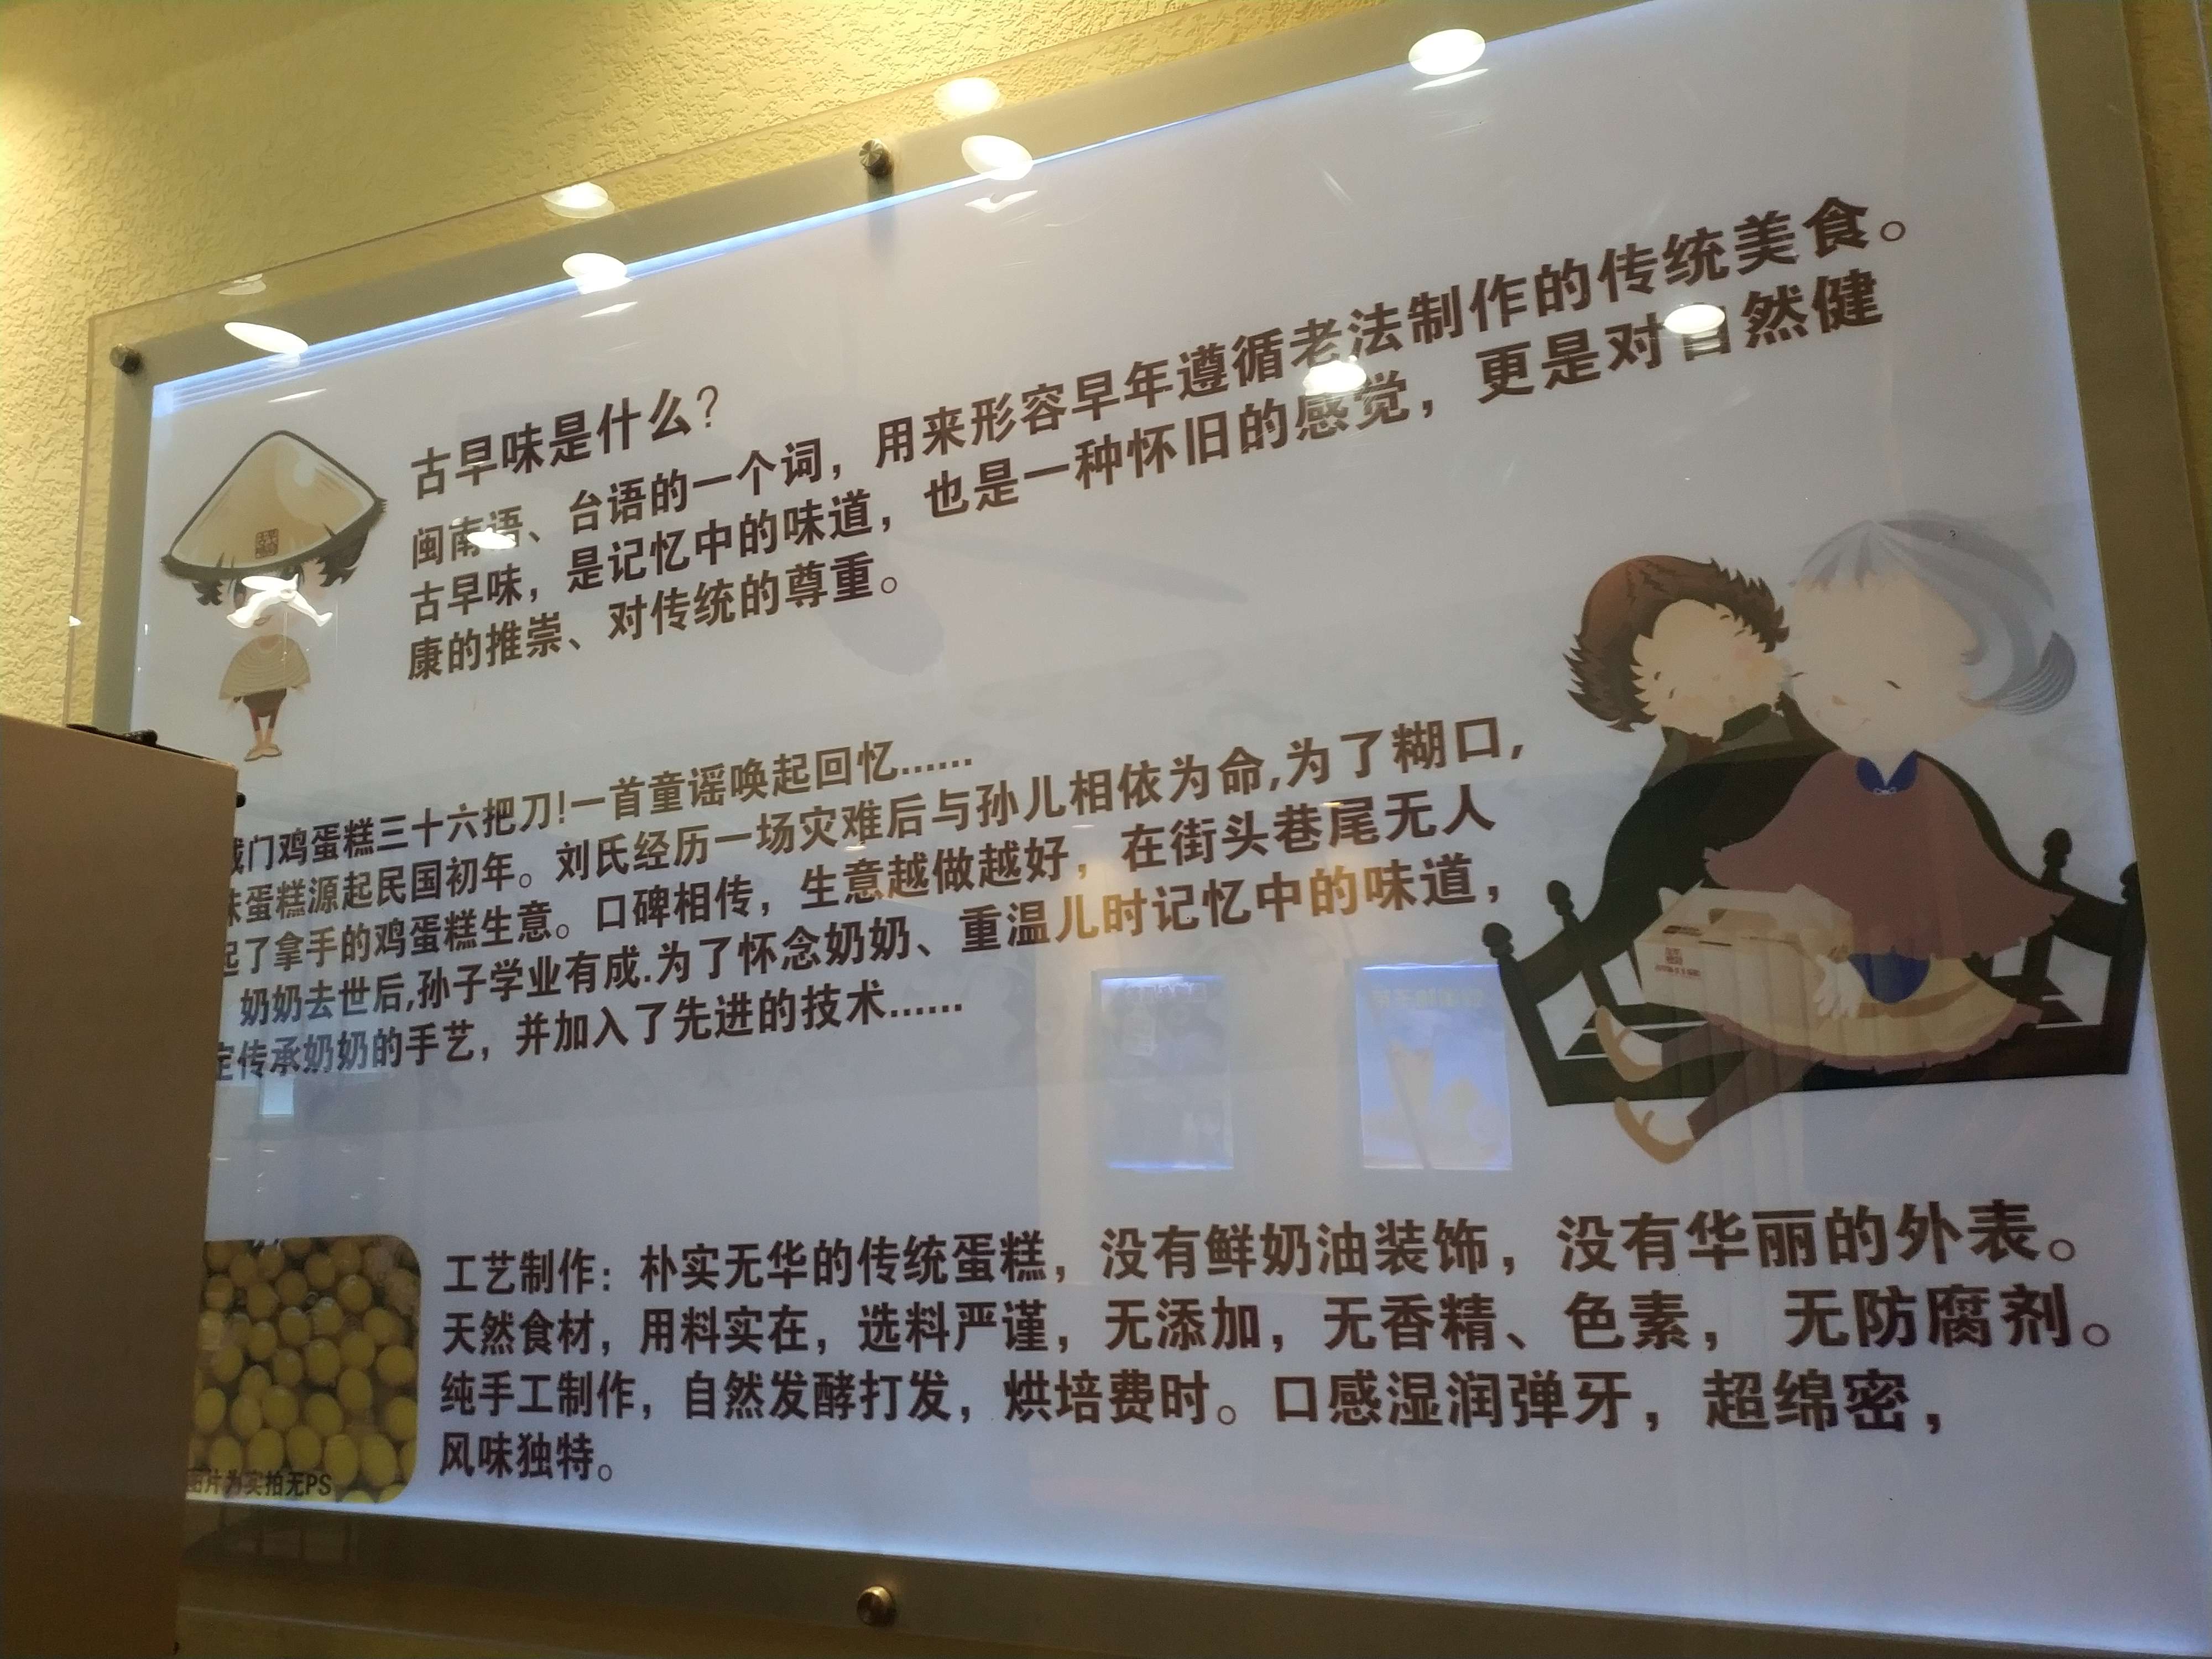 古早味是什么?
闽南语、台语的一个词，用来形容早年遵循老法制作的传统美食。
古早味，是记忆中的味道，也是一种怀旧的感觉，更是对自然健
康的推崇、对传统的尊重。
门鸡蛋糕三十六把刀!一首童谣唤起回忆......
蛋糕源起民国初年。刘氏经历一场灾难后与孙儿相依为命,为了糊口,
起了拿手的鸡蛋糕生意。口碑相传，生意越做越好，在街头巷尾无人
奶奶去世后,孙子学业有成.为了怀念奶奶、重温儿时记忆中的味道，
传承奶奶的手艺，并加入了先进的技术......
工艺制作：朴实无华的传统蛋糕，没有鲜奶油装饰，没有华丽的外表。
天然食材，用料实在，选料严谨，无添加，无香精、色素， 无防腐剂。
纯手工制作，自然发酵打发，烘培费时。口感湿润弹牙，超绵密，
风味独特。
图片为实拍无PS